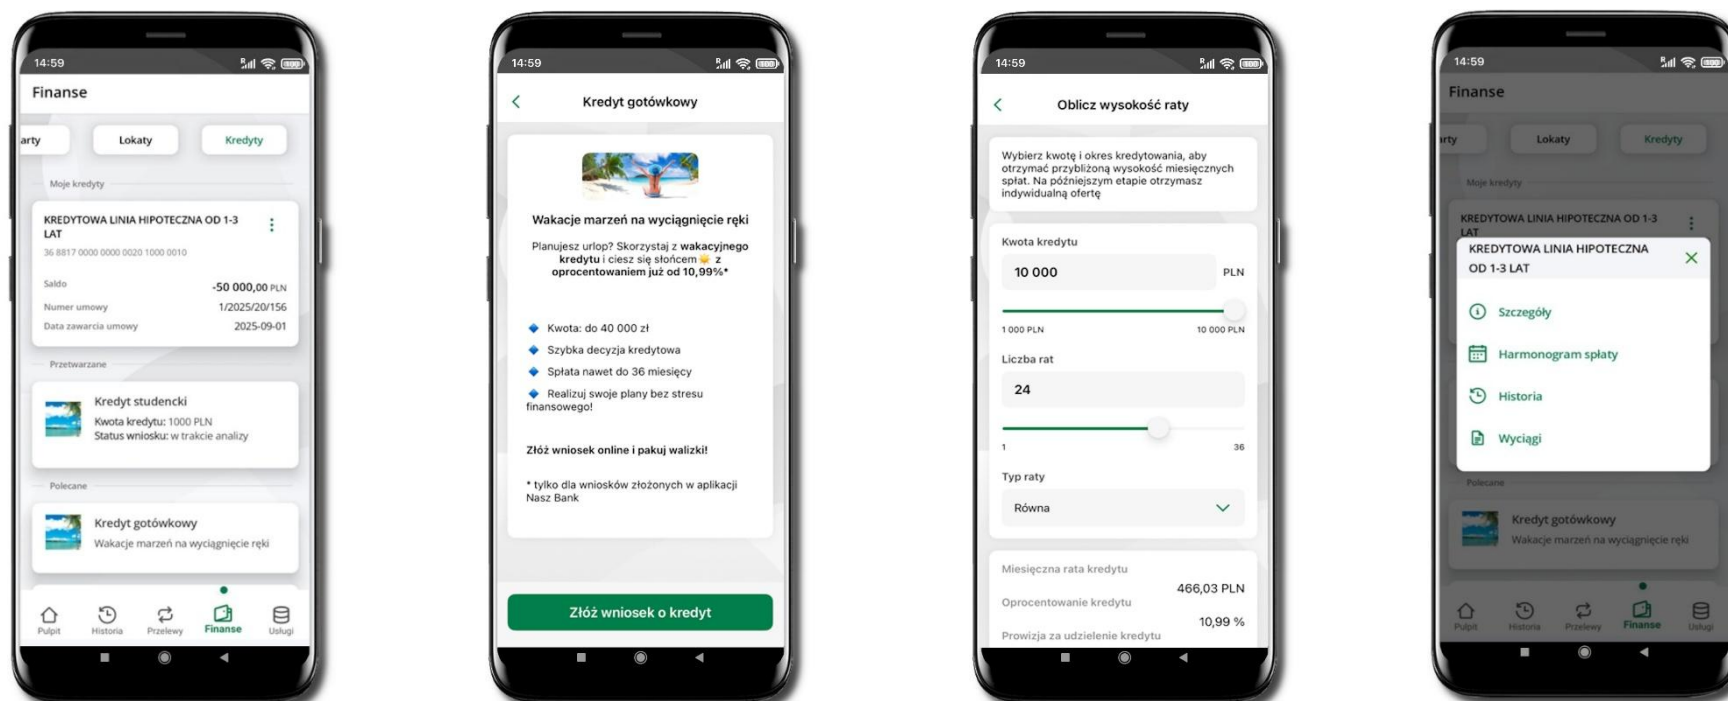 14:59
Finanse
arty
Lokaty
Kredyty
Moje kredyty
KREDYTOWA LINIA HIPOTECZNA OD 1-3
LAT
36 8817 0000 0000 0020 1000 0010
Saldo
-50 000,00 PLN
Numer umowy
1/2025/20/156
Data zawarcia umowy
2025-09-01
Przetwarzane
Kredyt studencki
Kwota kredytu: 1000 PLN
Status wniosku: w trakcie analizy
Polecane
Kredyt gotówkowy
Wakacje marzeń na wyciągnięcie ręki
Pulpit
Historia
Przelewy
Finanse
Usługi
14:59
Kredyt gotówkowy
Wakacje marzeń na wyciągnięcie ręki
Planujesz urlop? Skorzystaj z wakacyjnego
kredytu i ciesz się słońcem☀️ z
oprocentowaniem już od 10,99%*
🔹 Kwota: do 40 000 zł
🔹 Szybka decyzja kredytowa
🔹 Spłata nawet do 36 miesięcy
🔹 Realizuj swoje plany bez stresu
finansowego!
Złóż wniosek online i pakuj walizki!
* tylko dla wniosków złożonych w aplikacji
Nasz Bank
Złóż wniosek o kredyt
14:59
Oblicz wysokość raty
Wybierz kwotę i okres kredytowania, aby
otrzymać przybliżoną wysokość miesięcznych
spłat. Na późniejszym etapie otrzymasz
indywidualną ofertę
Kwota kredytu
10 000
PLN
1 000 PLN
10 000 PLN
Liczba rat
24
1
36
Typ raty
Równa
Miesięczna rata kredytu
466,03 PLN
Oprocentowanie kredytu
10,99 %
Prowizja za udzielenie kredytu
14:59
Finanse
arty
Lokaty
Kredyty
Moje kredyty
KREDYTOWA LINIA HIPOTECZNA OD 1-3
LAT
KREDYTOWA LINIA HIPOTECZNA
OD 1-3 LAT
Szczegóły
Harmonogram spłaty
Historia
Wyciągi
Polecane
Kredyt gotówkowy
Wakacje marzeń na wyciągnięcie ręki
Pulpit
Historia
Przelewy
Finanse
Usługi